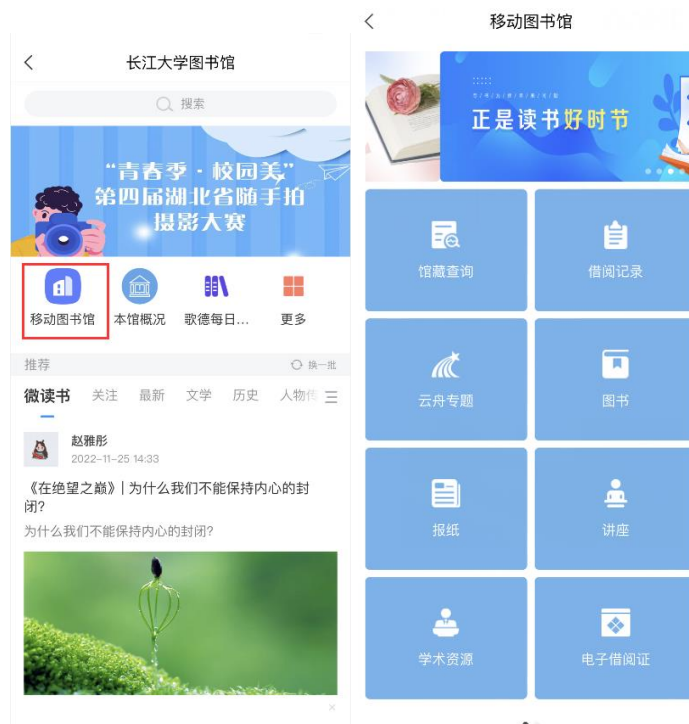 长江大学图书馆
搜索
“青春季·校园美”
第四届湖北省随手拍
摄影大赛
移动图书馆
本馆概况
歌德每日...
更多
推荐
换一批
微读书
关注
最新
文学
历史
人物传
赵雅彤
2022-11-25 14:33
《在绝望之巅》| 为什么我们不能保持内心的封
闭?
为什么我们不能保持内心的封闭?
移动图书馆
正是读书好时节
馆藏查询
借阅记录
云舟专题
图书
报纸
讲座
学术资源
电子借阅证